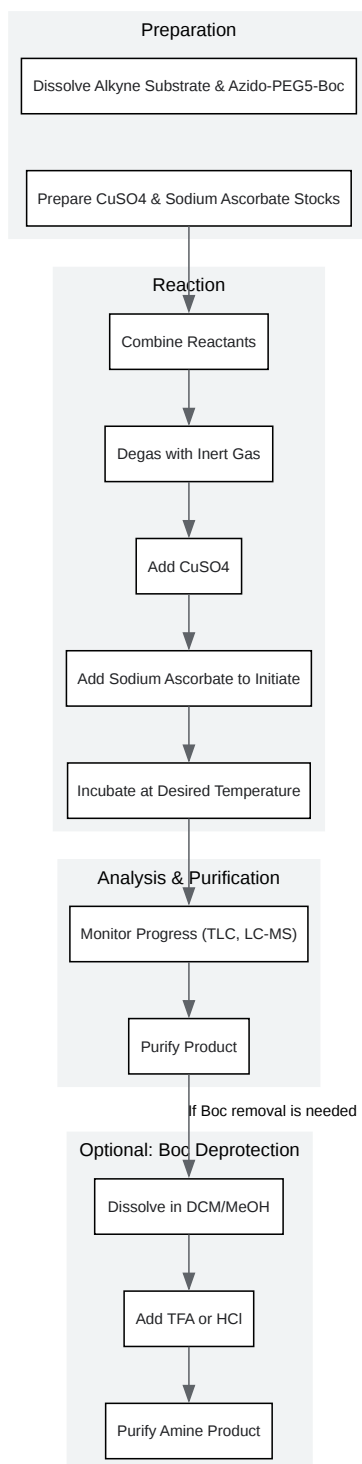 Preparation
Dissolve Alkyne Substrate & Azido-PEG5-Boc
Prepare CuSO4 & Sodium Ascorbate Stocks
Reaction
Combine Reactants
Degas with Inert Gas
Add CuSO4
Add Sodium Ascorbate to Initiate
Incubate at Desired Temperature
Analysis & Purification
Monitor Progress (TLC, LC-MS)
Purify Product
If Boc removal is needed
Optional: Boc Deprotection
Dissolve in DCM/MeOH
Add TFA or HCl
Purify Amine Product